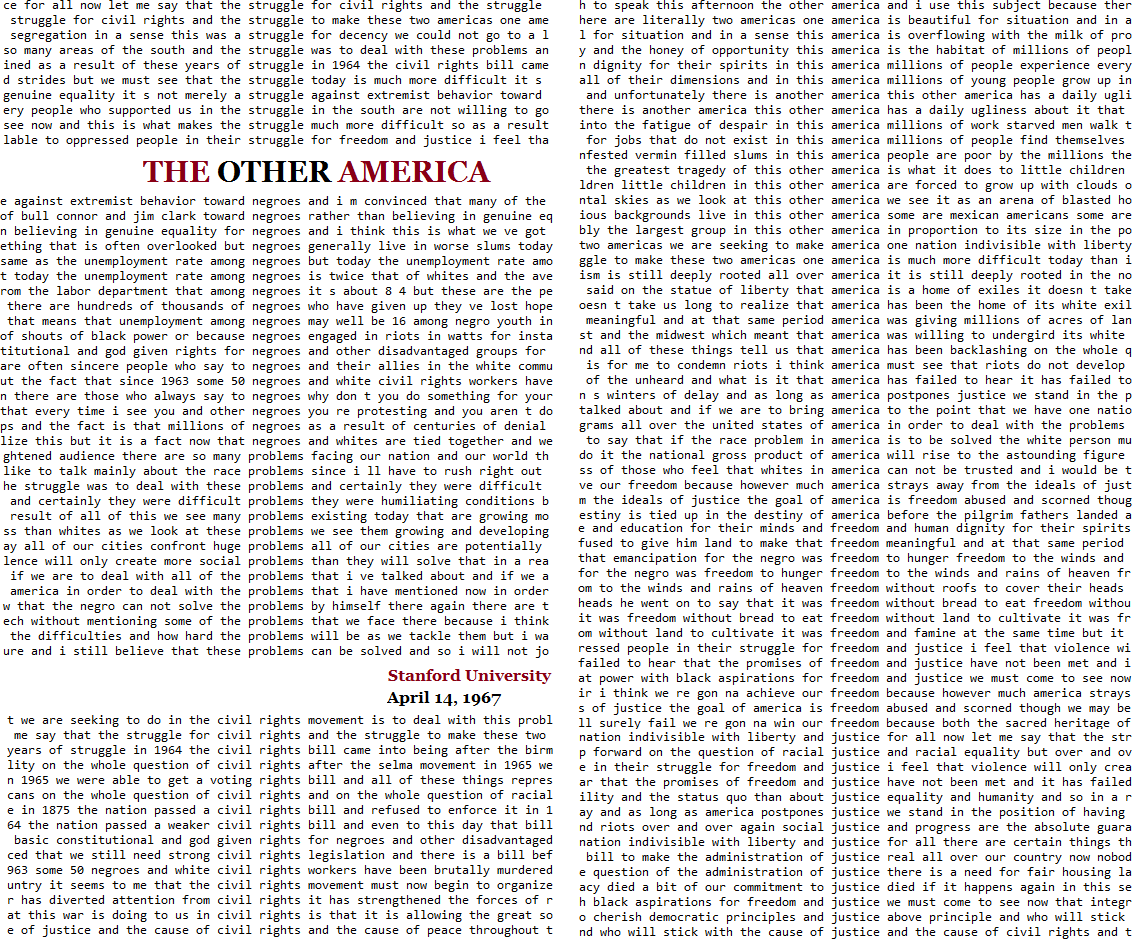 ce for all now let me say that the struggle for civil rights and the struggle
struggle for civil rights and the struggle to make these two americas one ame
segregation in a sense this was a struggle for decency we could not go to a l
so many areas of the south and the struggle was to deal with these problems an
ined as a result of these years of struggle in 1964 the civil rights bill came
d strides but we must see that the struggle today is much more difficult it s
genuine equality it s not merely a struggle against extremist behavior toward
ery people who supported us in the struggle in the south are not willing to go
see now and this is what makes the struggle much more difficult so as a result
lable to oppressed people in their struggle for freedom and justice i feel tha
THE OTHER AMERICA
e against extremist behavior toward negroes and i m convinced that many of the
of bull connor and jim clark toward negroes rather than believing in genuine eq
n believing in genuine equality for negroes and i think this is what we ve got
ething that is often overlooked but negroes generally live in worse slums today
same as the unemployment rate among negroes but today the unemployment rate amo
t today the unemployment rate among negroes is twice that of whites and the ave
rom the labor department that among negroes it s about 8 4 but these are the pe
there are hundreds of thousands of negroes who have given up they ve lost hope
that means that unemployment among negroes may well be 16 among negro youth in
of shouts of black power or because negroes engaged in riots in watts for insta
titutional and god given rights for negroes and other disadvantaged groups for
are often sincere people who say to negroes and their allies in the white commu
ut the fact that since 1963 some 50 negroes and white civil rights workers have
n there are those who always say to negroes why don t you do something for your
that every time i see you and other negroes you re protesting and you aren t do
ps and the fact is that millions of negroes as a result of centuries of denial
lize this but it is a fact now that negroes and whites are tied together and we
ghtened audience there are so many problems facing our nation and our world th
like to talk mainly about the race problems since i ll have to rush right out
he struggle was to deal with these problems and certainly they were difficult
and certainly they were difficult problems they were humiliating conditions b
result of all of this we see many problems existing today that are growing mo
ss than whites as we look at these problems we see them growing and developing
ay all of our cities confront huge problems all of our cities are potentially
lence will only create more social problems than they will solve that in a rea
if we are to deal with all of the problems that i ve talked about and if we a
america in order to deal with the problems that i have mentioned now in order
w that the negro can not solve the problems by himself there again there are t
ech without mentioning some of the problems that we face there because i think
the difficulties and how hard the problems will be as we tackle them but i wa
ure and i still believe that these problems can be solved and so i will not jo
Stanford University
April 14, 1967
t we are seeking to do in the civil rights movement is to deal with this probl
me say that the struggle for civil rights and the struggle to make these two
years of struggle in 1964 the civil rights bill came into being after the birm
lity on the whole question of civil rights after the selma movement in 1965 we
n 1965 we were able to get a voting rights bill and all of these things repres
cans on the whole question of civil rights and on the whole question of racial
e in 1875 the nation passed a civil rights bill and refused to enforce it in 1
64 the nation passed a weaker civil rights bill and even to this day that bill
basic constitutional and god given rights for negroes and other disadvantaged
ced that we still need strong civil rights legislation and there is a bill bef
963 some 50 negroes and white civil rights workers have been brutally murdered
untry it seems to me that the civil rights movement must now begin to organize
r has diverted attention from civil rights it has strengthened the forces of r
at this war is doing to us in civil rights is that it is allowing the great so
e of justice and the cause of civil rights and the cause of peace throughout t
h to speak this afternoon the other america and i use this subject because ther
here are literally two americas one america is beautiful for situation and in a
l for situation and in a sense this america is overflowing with the milk of pro
y and the honey of opportunity this america is the habitat of millions of peopl
n dignity for their spirits in this america millions of people experience every
all of their dimensions and in this america millions of young people grow up in
and unfortunately there is another america this other america has a daily ugli
there is another america this other america has a daily ugliness about it that
into the fatigue of despair in this america millions of work starved men walk t
for jobs that do not exist in this america millions of people find themselves
nfested vermin filled slums in this america people are poor by the millions the
the greatest tragedy of this other america is what it does to little children
ldren little children in this other america are forced to grow up with clouds o
ntal skies as we look at this other america we see it as an arena of blasted ho
ious backgrounds live in this other america some are mexican americans some are
bly the largest group in this other america in proportion to its size in the po
two americas we are seeking to make america one nation indivisible with liberty
ggle to make these two americas one america is much more difficult today than i
ism is still deeply rooted all over america it is still deeply rooted in the no
said on the statue of liberty that america is a home of exiles it doesn t take
oesn t take us long to realize that america has been the home of its white exil
meaningful and at that same period america was giving millions of acres of lan
st and the midwest which meant that america was willing to undergird its white
nd all of these things tell us that america has been backlashing on the whole q
is for me to condemn riots i think america must see that riots do not develop
of the unheard and what is it that america has failed to hear it has failed to
n s winters of delay and as long as america postpones justice we stand in the p
talked about and if we are to bring america to the point that we have one natio
grams all over the united states of america in order to deal with the problems
to say that if the race problem in america is to be solved the white person mu
do it the national gross product of america will rise to the astounding figure
ss of those who feel that whites in america can not be trusted and i would be t
ve our freedom because however much america strays away from the ideals of just
m the ideals of justice the goal of america is freedom abused and scorned thoug
estiny is tied up in the destiny of america before the pilgrim fathers landed a
e and education for their minds and freedom and human dignity for their spirits
fused to give him land to make that freedom meaningful and at that same period
that emancipation for the negro was freedom to hunger freedom to the winds and
for the negro was freedom to hunger freedom to the winds and rains of heaven fr
om to the winds and rains of heaven freedom without roofs to cover their heads
heads he went on to say that it was freedom without bread to eat freedom withou
it was freedom without bread to eat freedom without land to cultivate it was fr
om without land to cultivate it was freedom and famine at the same time but it
ressed people in their struggle for freedom and justice i feel that violence wi
failed to hear that the promises of freedom and justice have not been met and i
at power with black aspirations for freedom and justice we must come to see now
ir i think we re gon na achieve our freedom because however much america strays
s of justice the goal of america is freedom abused and scorned though we may be
ll surely fail we re gon na win our freedom because both the sacred heritage of
nation indivisible with liberty and justice for all now let me say that the str
p forward on the question of racial justice and racial equality but over and ov
e in their struggle for freedom and justice i feel that violence will only crea
ar that the promises of freedom and justice have not been met and it has failed
ility and the status quo than about justice equality and humanity and so in a r
ay and as long as america postpones justice we stand in the position of having
nd riots over and over again social justice and progress are the absolute guara
nation indivisible with liberty and justice for all there are certain things th
bill to make the administration of justice real all over our country now nobod
e question of the administration of justice there is a need for fair housing la
acy died a bit of our commitment to justice died if it happens again in this se
h black aspirations for freedom and justice we must come to see now that integr
o cherish democratic principles and justice above principle and who will stick
nd who will stick with the cause of justice and the cause of civil rights and t